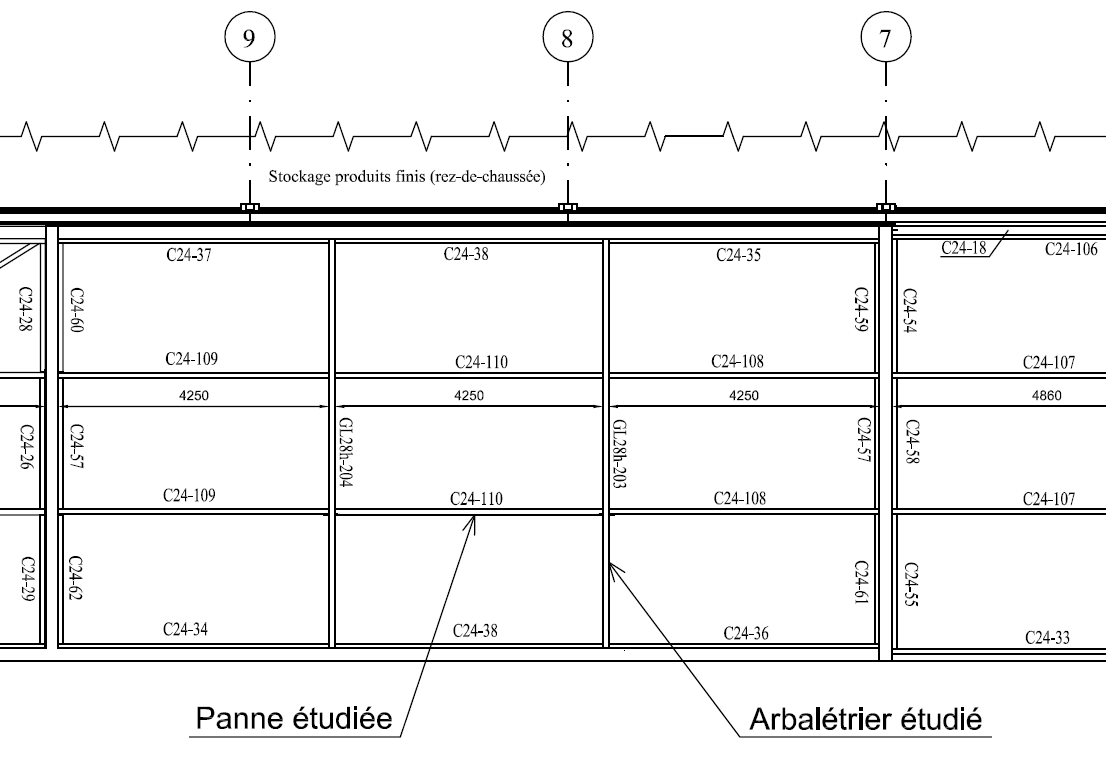 9
8
7
Stockage produits finis (rez-de-chaussée)
C24-37
C24-38
C24-35
C24-18
C24-106
C24-28
C24-60
C24-59
C24-54
C24-109
C24-110
C24-108
C24-107
4250
4250
4250
4860
C24-26
C24-57
GL28h-204
GL28h-203
C24-57
C24-58
C24-109
C24-110
C24-108
C24-107
C24-29
C24-62
C24-61
C24-55
C24-34
C24-38
C24-36
C24-33
Panne étudiée
Arbalétrier étudié